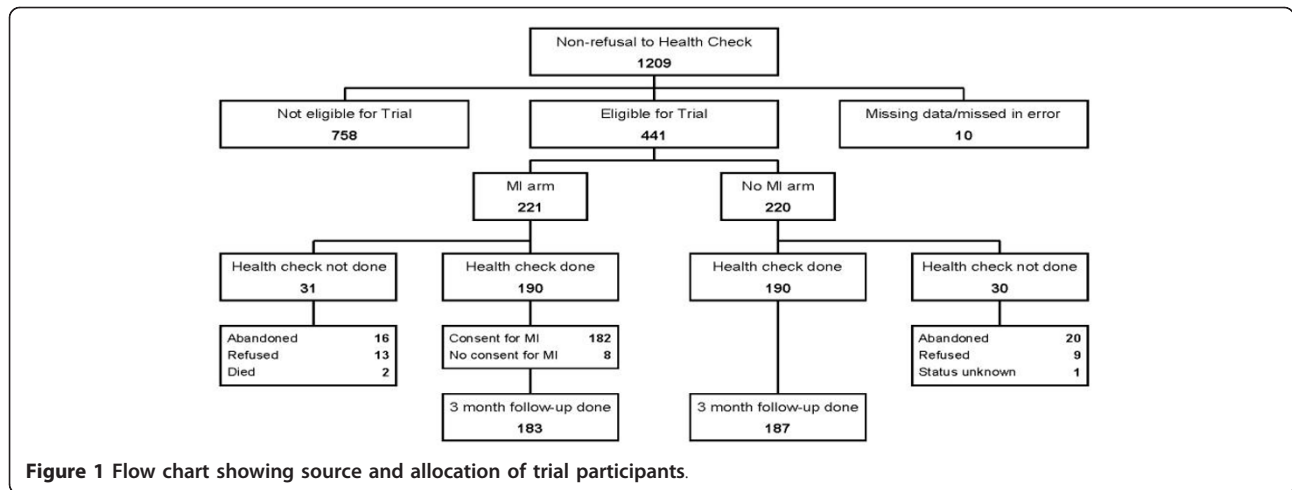 Non-refusal to Health Check
1209
Not eligible for Trial
758
Eligible for Trial
441
Missing data/missed in error
10
MI arm
221
No MI arm
220
Health check not done
31
Health check done
190
Health check done
190
Health check not done
30
Abandoned 16
Refused 13
Died 2
Consent for MI 182
No consent for MI 8
Abandoned 20
Refused 9
Status unknown 1
3 month follow-up done
183
3 month follow-up done
187
Figure 1 Flow chart showing source and allocation of trial participants.